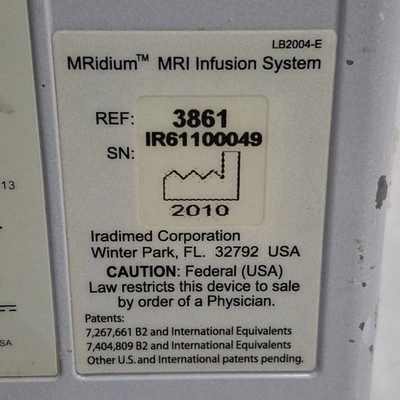 LB2004-E
MRidium™ MRI Infusion System
REF: 3861
SN: IR61100049
2010
Iradimed Corporation
Winter Park, FL. 32792 USA
CAUTION: Federal (USA)
Law restricts this device to sale
by order of a Physician.
Patents:
7,267,661 B2 and International Equivalents
7,404,809 B2 and International Equivalents
Other U.S. and International patents pending.
13
SA